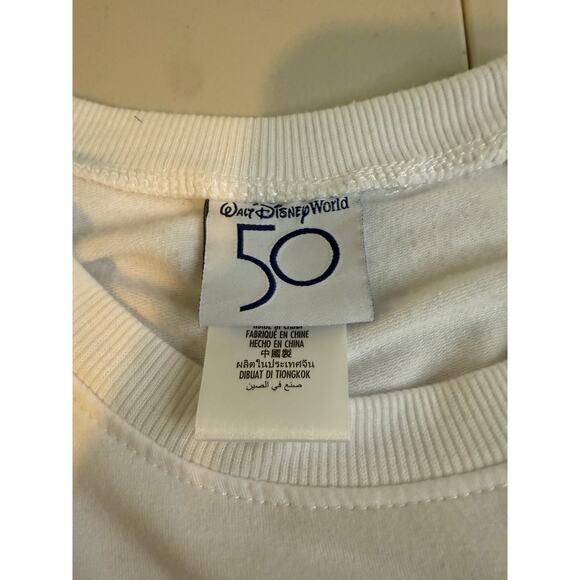 Walt Disney World
50
MADE IN CHINA
FABRIQUÉ EN CHINE
HECHO EN CHINA
中國製
ผลิตในประเทศจีน
DIBUAT DI TIONGKOK
صنع في الصين